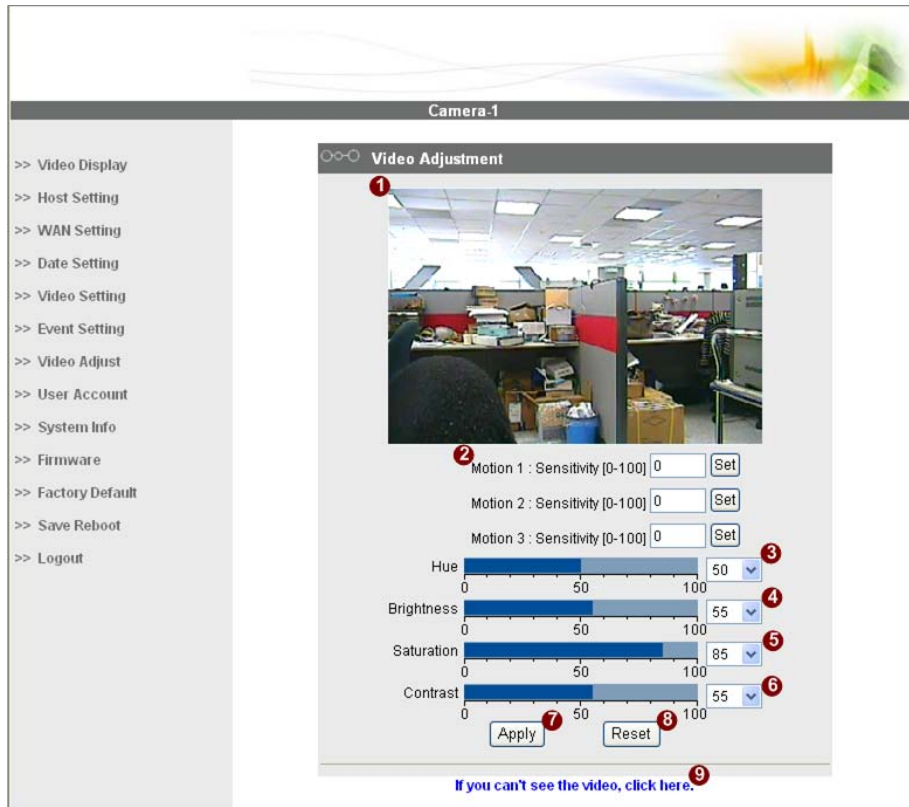 Camera-1
>> Video Display
>> Host Setting
>> WAN Setting
>> Date Setting
>> Video Setting
>> Event Setting
>> Video Adjust
>> User Account
>> System Info
>> Firmware
>> Factory Default
>> Save Reboot
>> Logout
Video Adjustment
1
2
Motion 1 : Sensitivity [0-100] 0 Set
Motion 2 : Sensitivity [0-100] 0 Set
Motion 3 : Sensitivity [0-100] 0 Set
Hue 50 3
0 50 100
Brightness 55 4
0 50 100
Saturation 85 5
0 50 100
Contrast 55 6
0 50 100
Apply 7 Reset 8
If you can't see the video, click here. 9